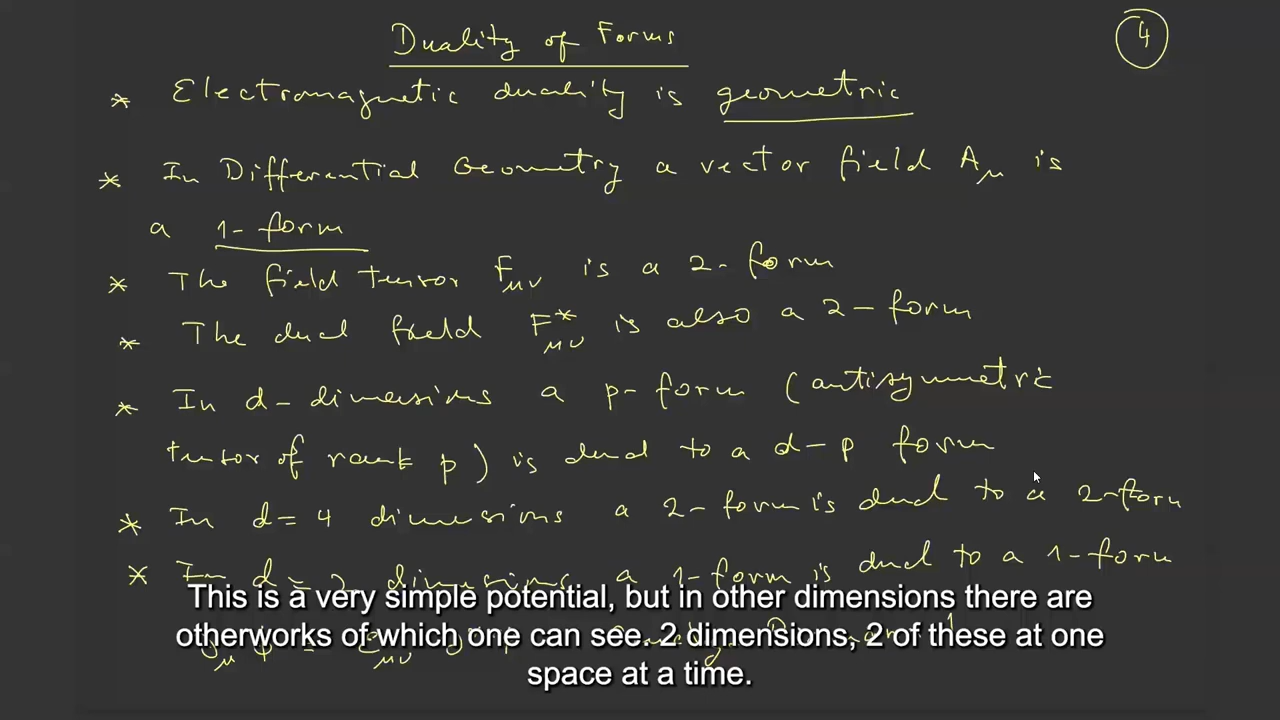 Duality of Forms
4
* Electromagnetic duality is geometric
* In Differential Geometry a vector field Aμ is
a 1-form
* The field tensor Fμν is a 2-form
* The dual field F*μν is also a 2-form
* In d-dimensions a p-form (antisymmetric
tensor of rank p) is dual to a d-p form
* In d=4 dimensions a 2-form is dual to a 2-form
* In d=2 dimensions a 1-form is dual to a 1-form
This is a very simple potential, but in other dimensions there are
otherworks of which one can see. 2 dimensions, 2 of these at one
space at a time.